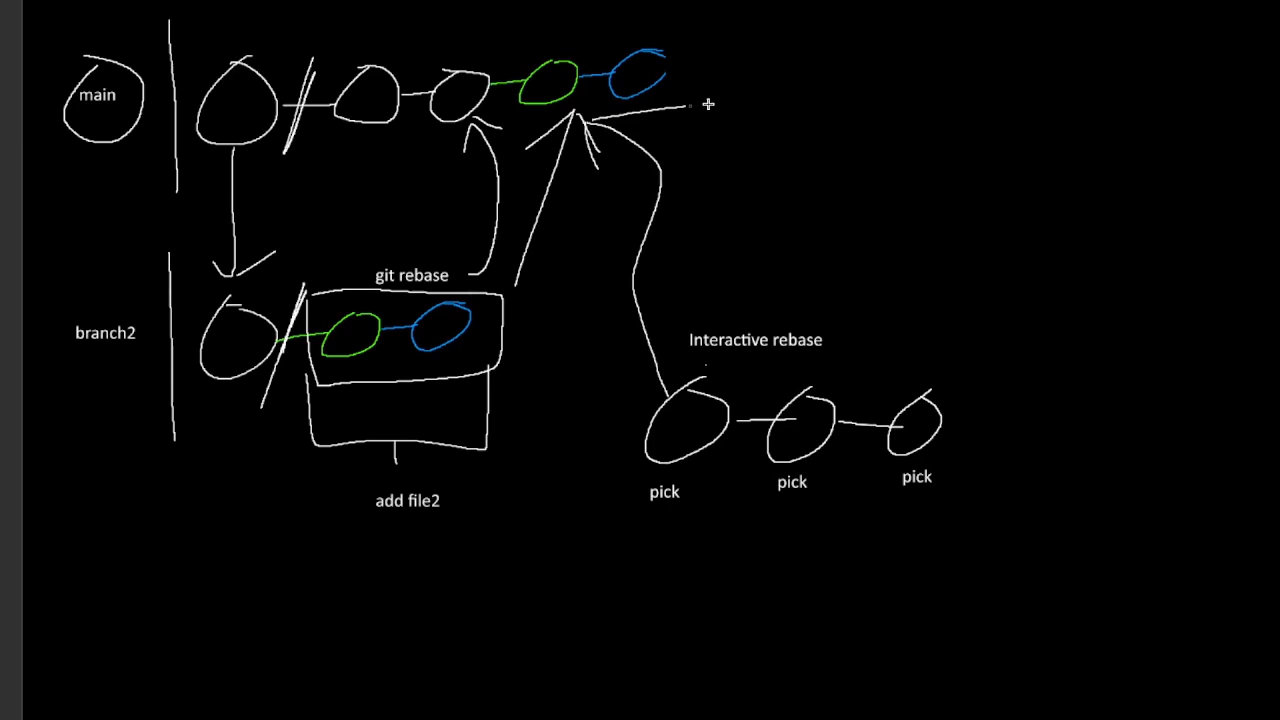 main
git rebase
branch2
Interactive rebase
add file2
pick
pick
pick